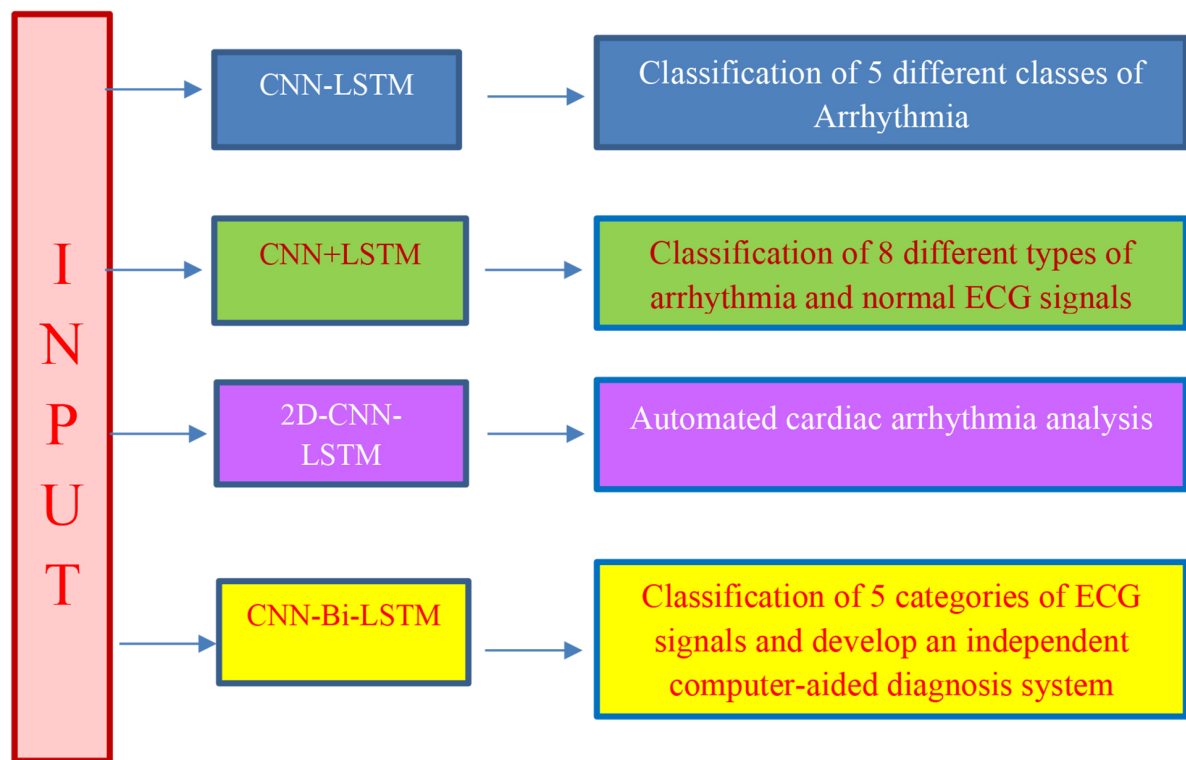 INPUT
CNN-LSTM
Classification of 5 different classes of
Arrhythmia
CNN+LSTM
Classification of 8 different types of
arrhythmia and normal ECG signals
2D-CNN-
LSTM
Automated cardiac arrhythmia analysis
CNN-Bi-LSTM
Classification of 5 categories of ECG
signals and develop an independent
computer-aided diagnosis system